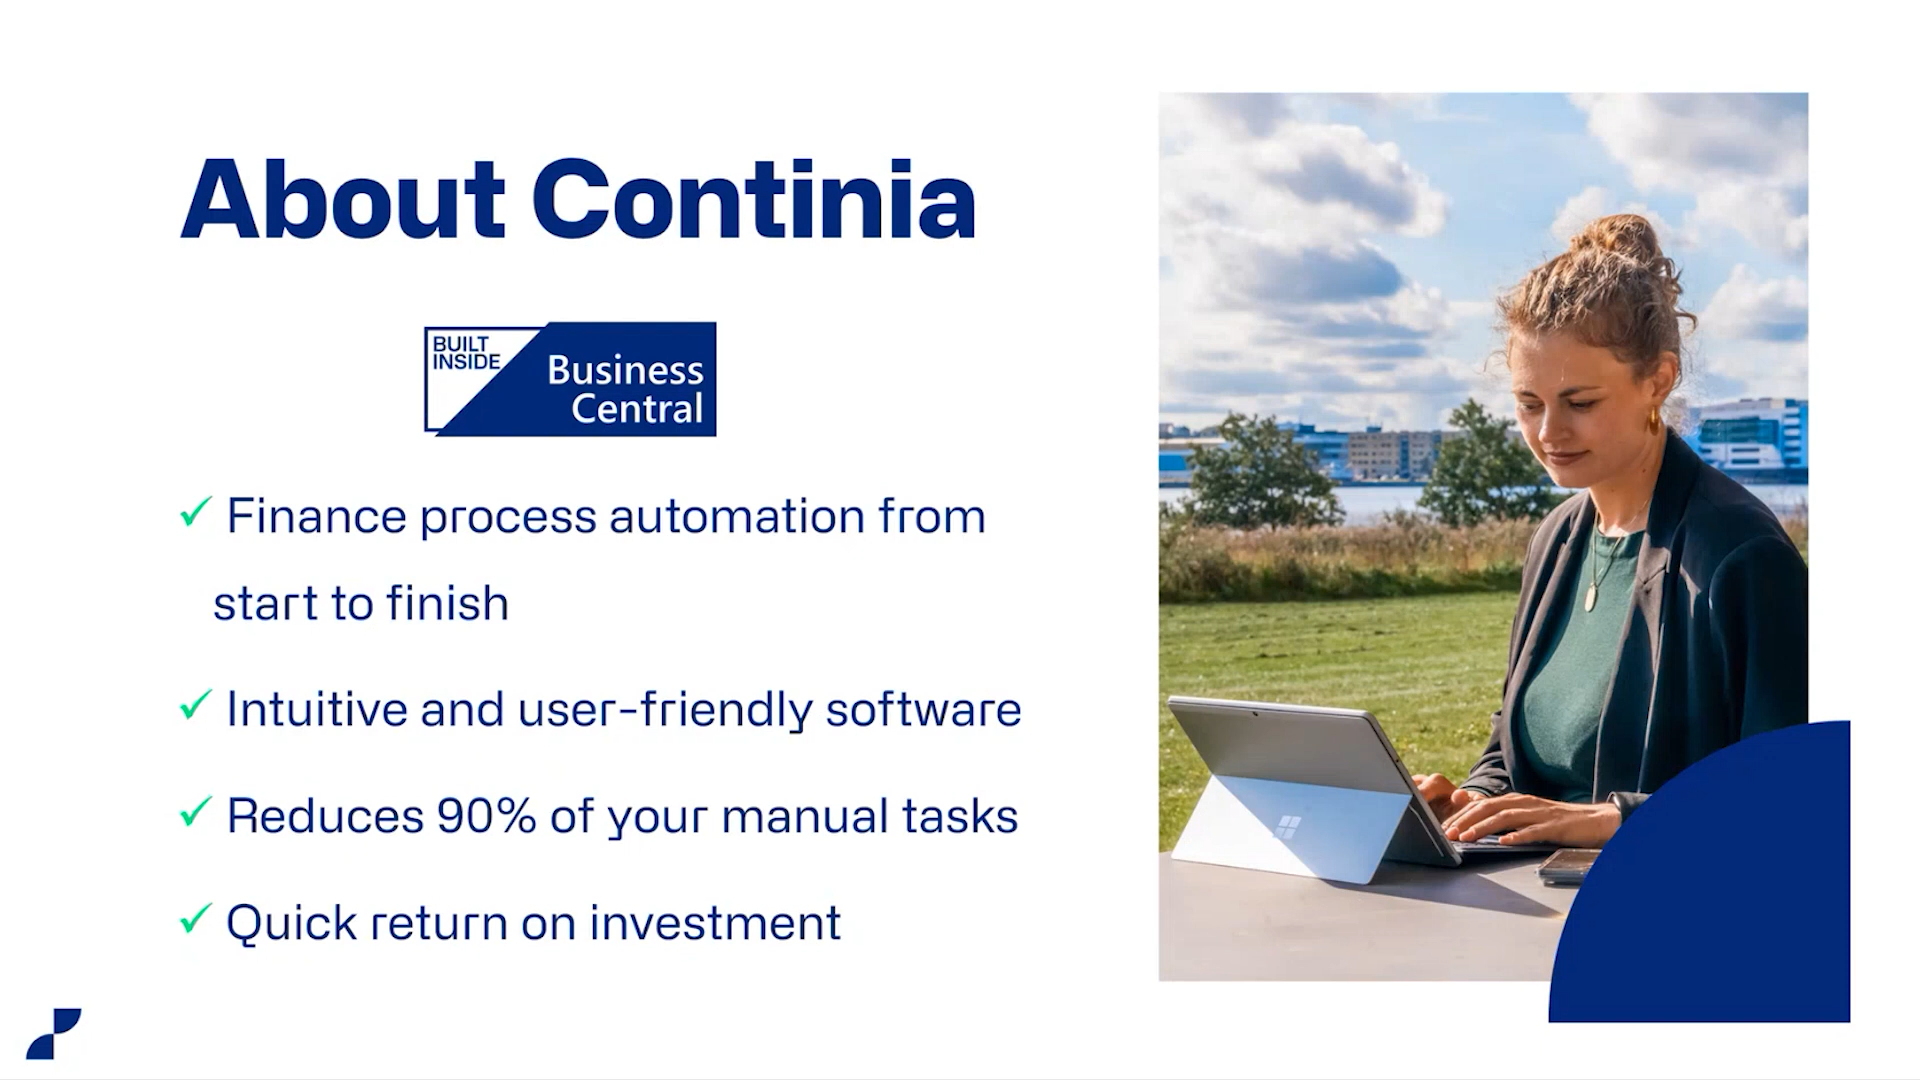 About Continia
BUILT
INSIDE
Business
Central
Finance process automation from
start to finish
Intuitive and user-friendly software
Reduces 90% of your manual tasks
Quick return on investment